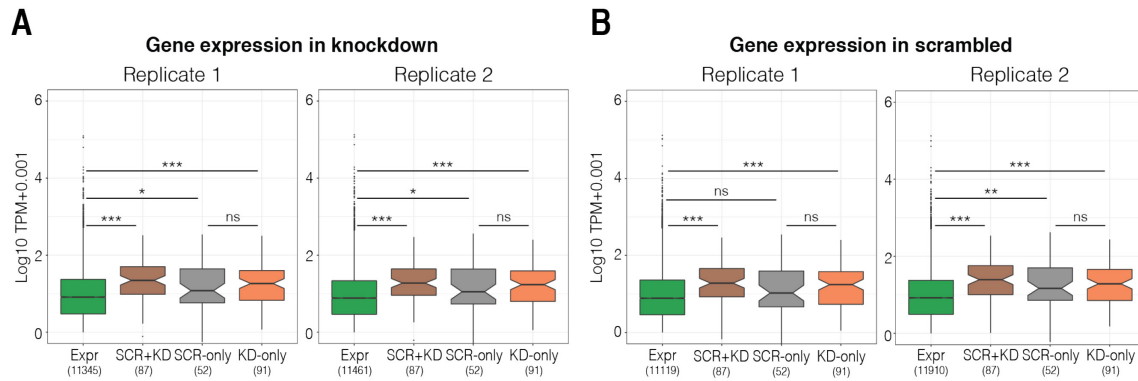 A
Gene expression in knockdown
Replicate 1
Replicate 2
Log10 TPM+0.001
6
4
2
0
***
*
***
ns
Expr
(11345)
SCR+KD
(87)
SCR-only
(52)
KD-only
(91)
6
4
2
0
***
*
***
ns
Expr
(11461)
SCR+KD
(87)
SCR-only
(52)
KD-only
(91)
B
Gene expression in scrambled
Replicate 1
Replicate 2
Log10 TPM+0.001
6
4
2
0
***
ns
***
ns
Expr
(11119)
SCR+KD
(87)
SCR-only
(52)
KD-only
(91)
6
4
2
0
***
**
***
ns
Expr
(11910)
SCR+KD
(87)
SCR-only
(52)
KD-only
(91)